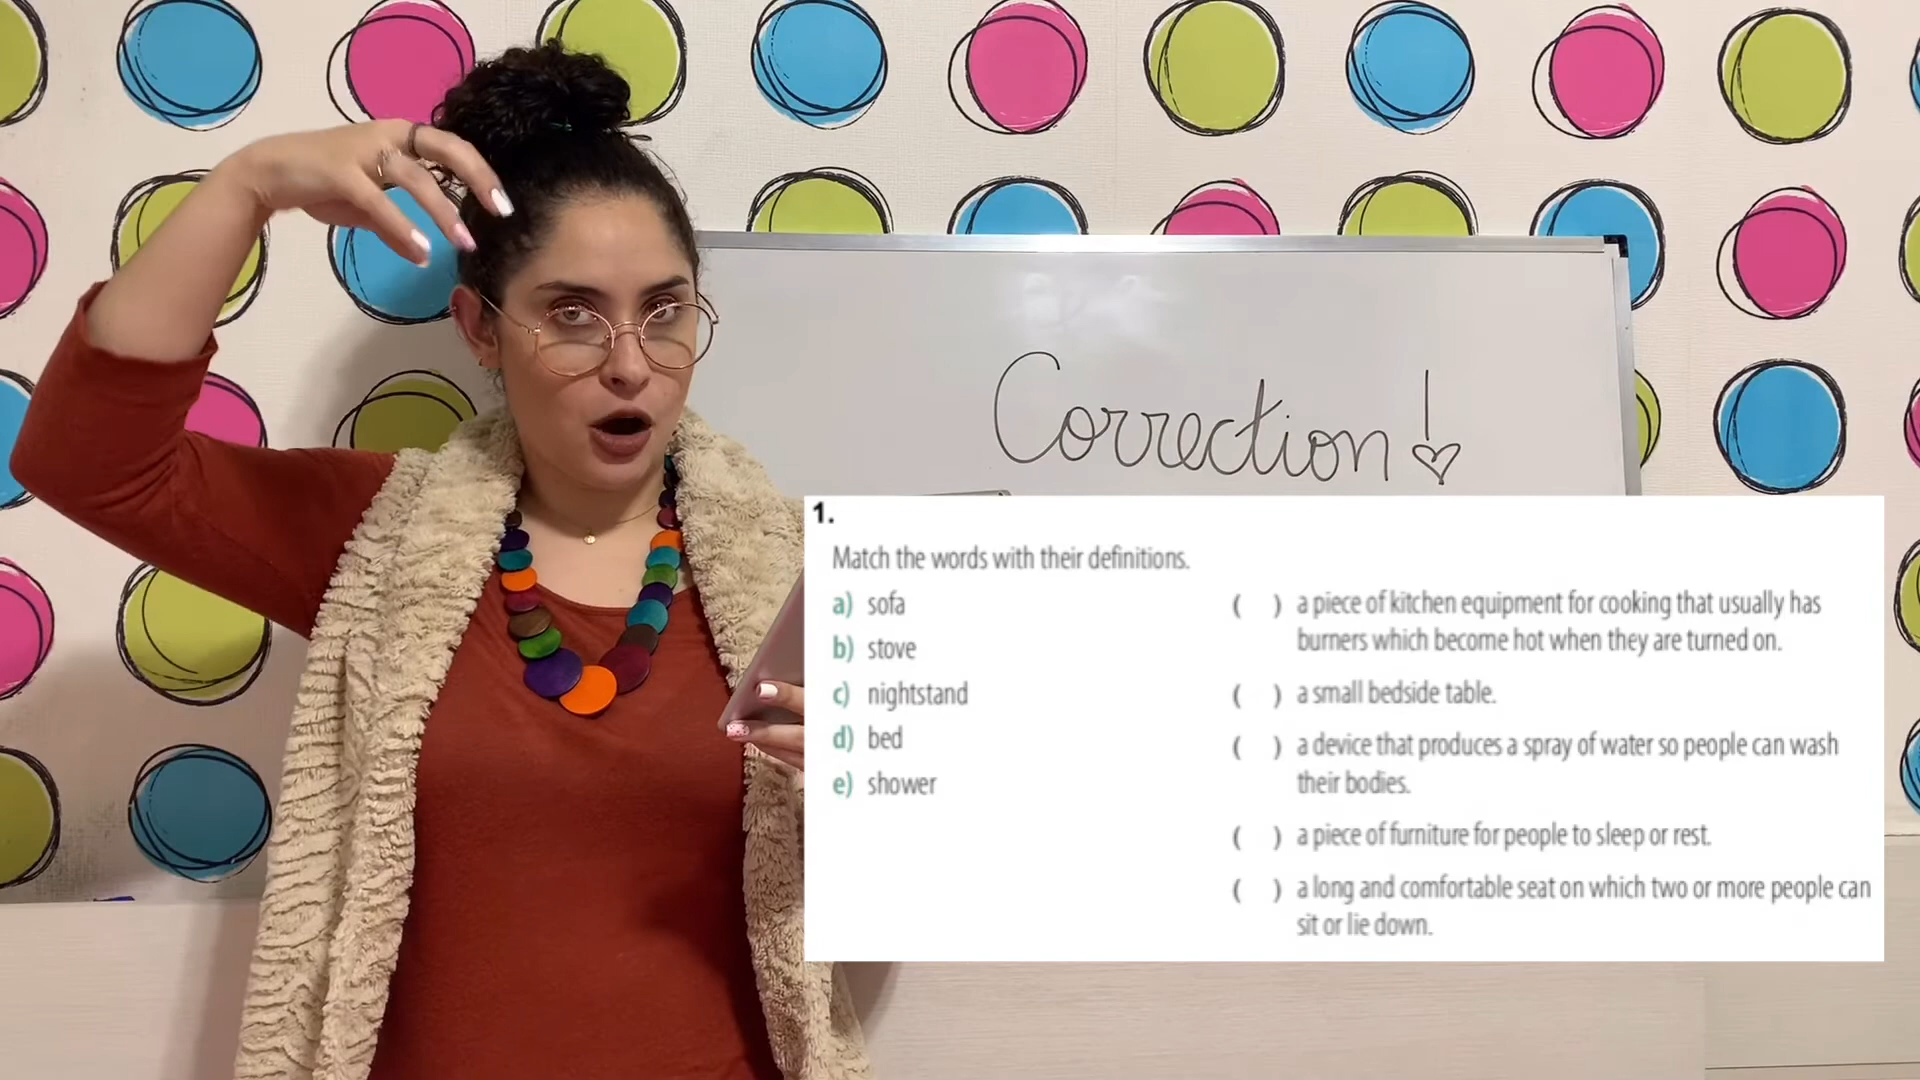 Correction!
1.
Match the words with their definitions.
a) sofa
b) stove
c) nightstand
d) bed
e) shower
( ) a piece of kitchen equipment for cooking that usually has
burners which become hot when they are turned on.
( ) a small bedside table.
( ) a device that produces a spray of water so people can wash
their bodies.
( ) a piece of furniture for people to sleep or rest.
( ) a long and comfortable seat on which two or more people can
sit or lie down.